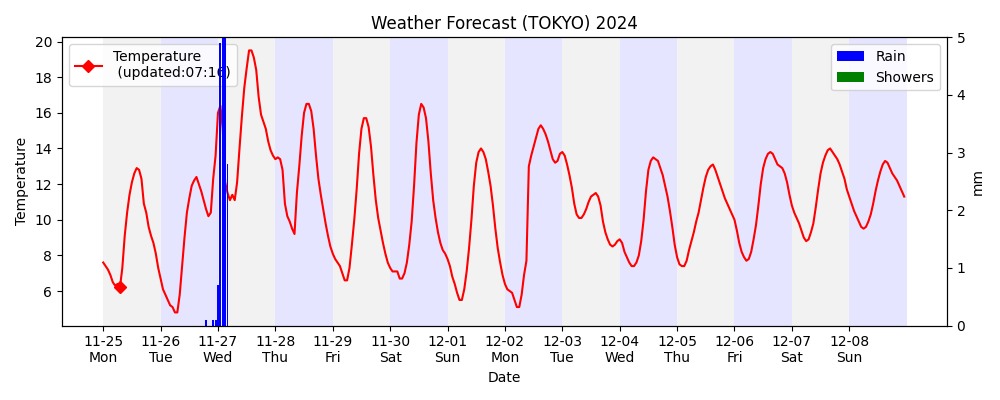 Weather Forecast (TOKYO) 2024
Temperature
(updated:07:16)
Rain
Showers
20
18
16
14
12
10
8
6
Temperature
5
4
3
2
1
0
mm
11-25 11-26 11-27 11-28 11-29 11-30 12-01 12-02 12-03 12-04 12-05 12-06 12-07 12-08
Mon Tue Wed Thu Fri Sat Sun Mon Tue Wed Thu Fri Sat Sun
Date